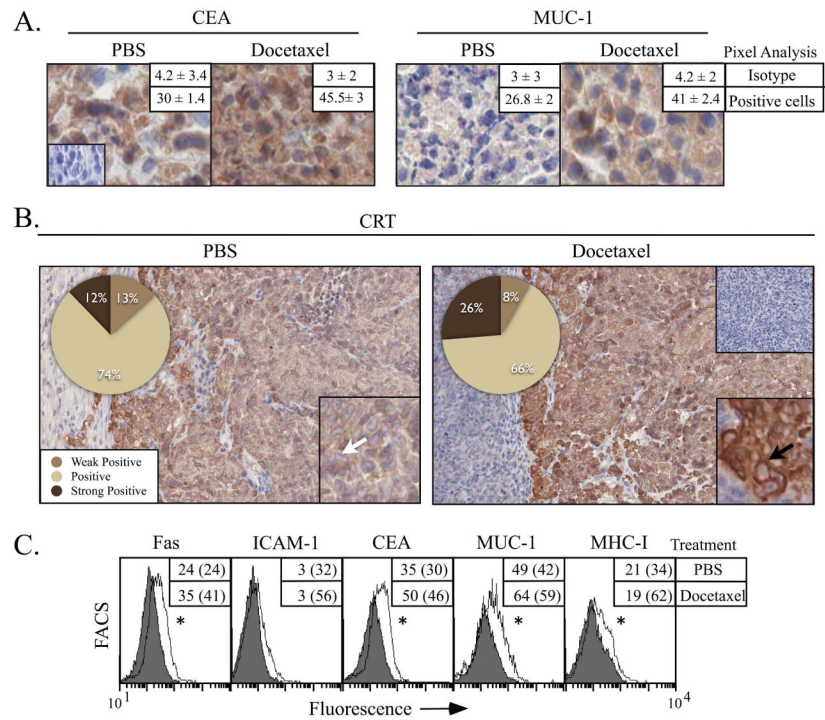 A.
CEA
MUC-1
PBS
Docetaxel
PBS
Docetaxel
Pixel Analysis
4.2 ± 3.4
3 ± 2
3 ± 3
4.2 ± 2
Isotype
30 ± 1.4
45.5± 3
26.8 ± 2
41 ± 2.4
Positive cells
B.
CRT
PBS
Docetaxel
12%
13%
74%
26%
8%
66%
Weak Positive
Positive
Strong Positive
C.
Fas
ICAM-1
CEA
MUC-1
MHC-I
Treatment
24 (24)
3 (32)
35 (30)
49 (42)
21 (34)
PBS
35 (41)
3 (56)
50 (46)
64 (59)
19 (62)
Docetaxel
*
*
*
*
FACS
10¹
10⁴
Fluorescence